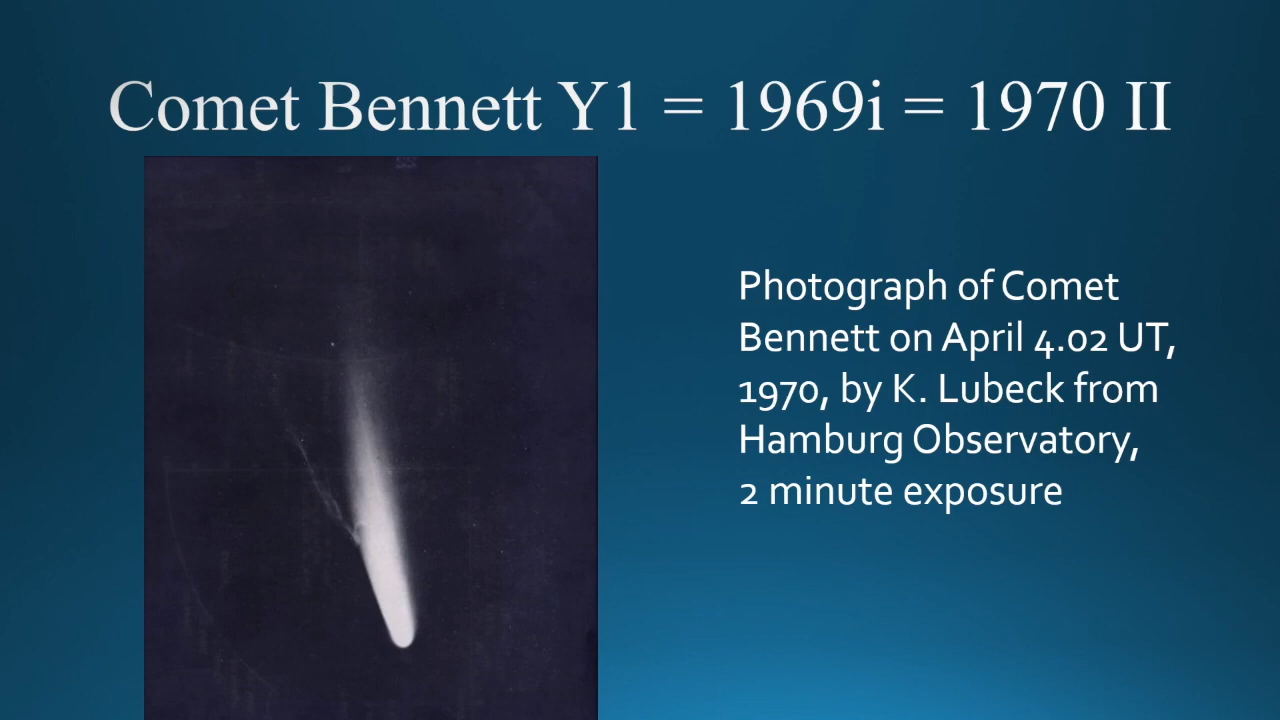 Comet Bennett Y1 = 1969i = 1970 II
Photograph of Comet
Bennett on April 4.02 UT,
1970, by K. Lubeck from
Hamburg Observatory,
2 minute exposure